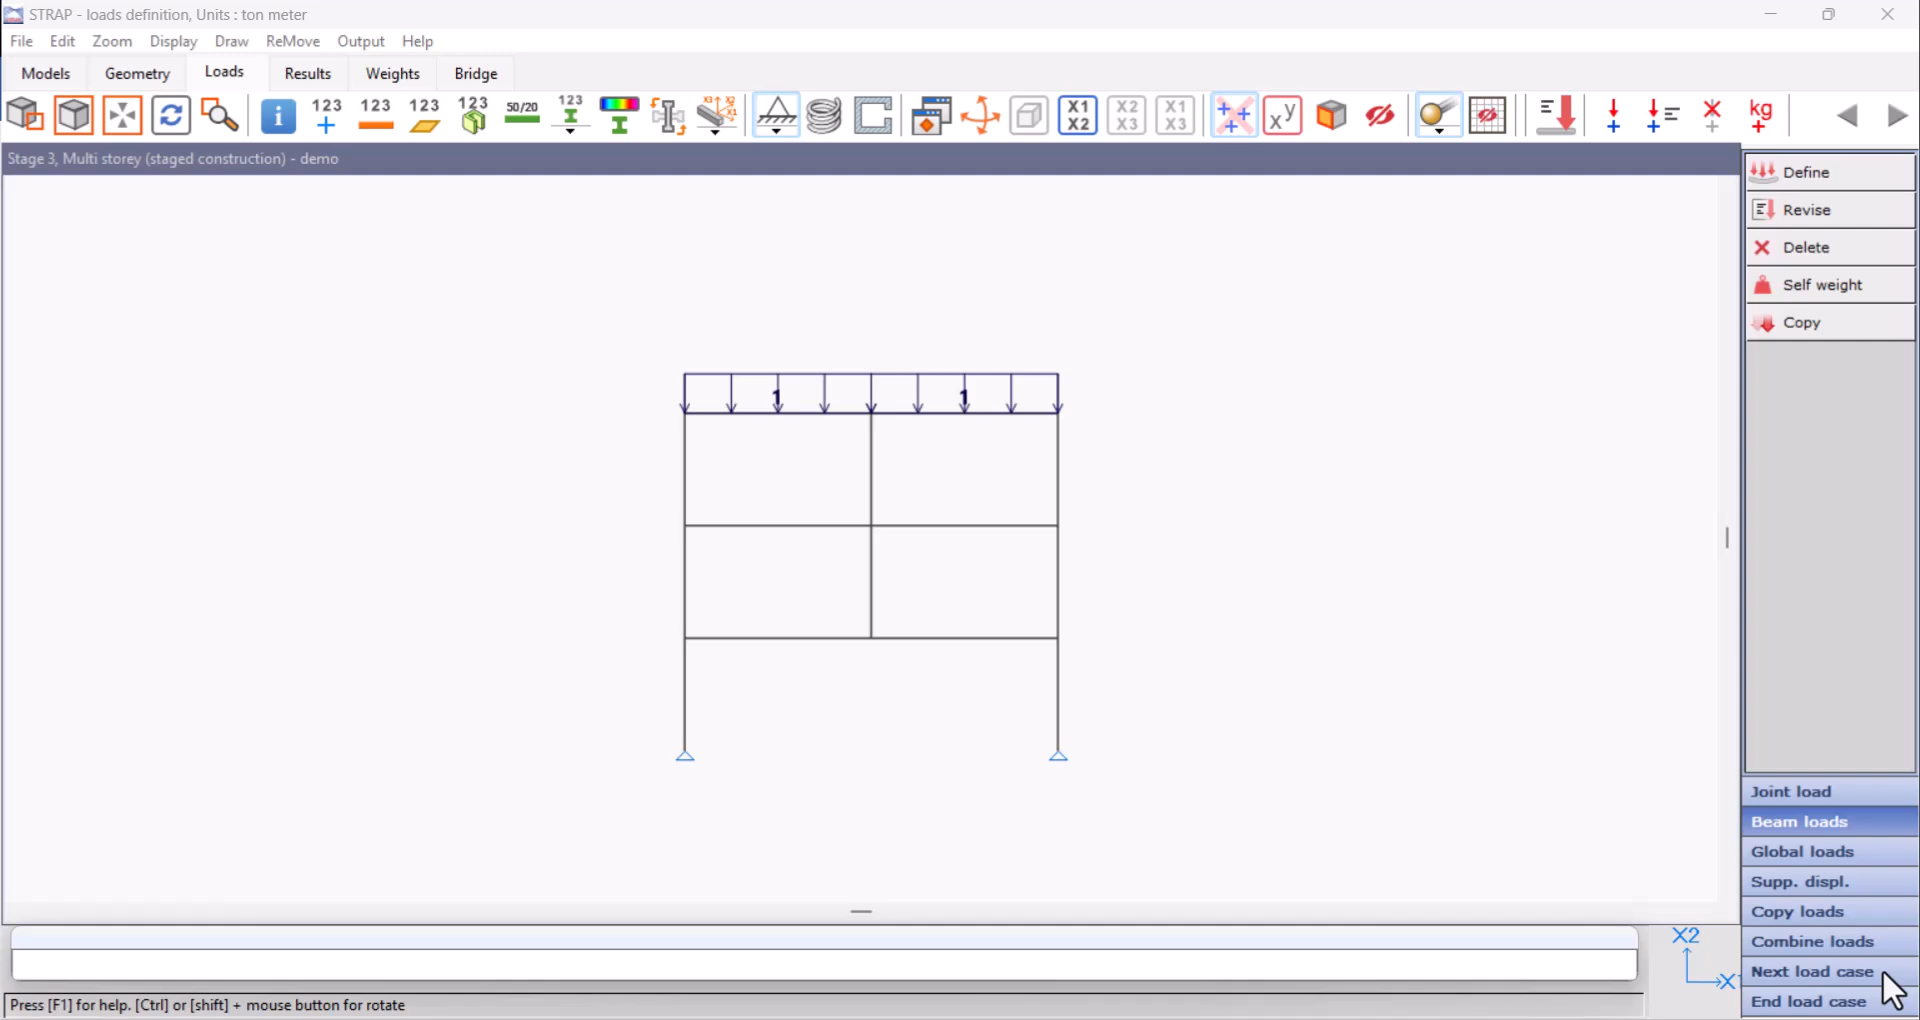 STRAP - loads definition, Units : ton meter
File Edit Zoom Display Draw ReMove Output Help
Models Geometry Loads Results Weights Bridge
123 123 123 123 50/20 123 X1 X2 X2 X3 X1 X3 xy kg
Stage 3, Multi storey (staged construction) - demo
Define
Revise
Delete
Self weight
Copy
1 1
Joint load
Beam loads
Global loads
Supp. displ.
Copy loads
Combine loads
Next load case
End load case
X2
X1
Press [F1] for help. [Ctrl] or [shift] + mouse button for rotate